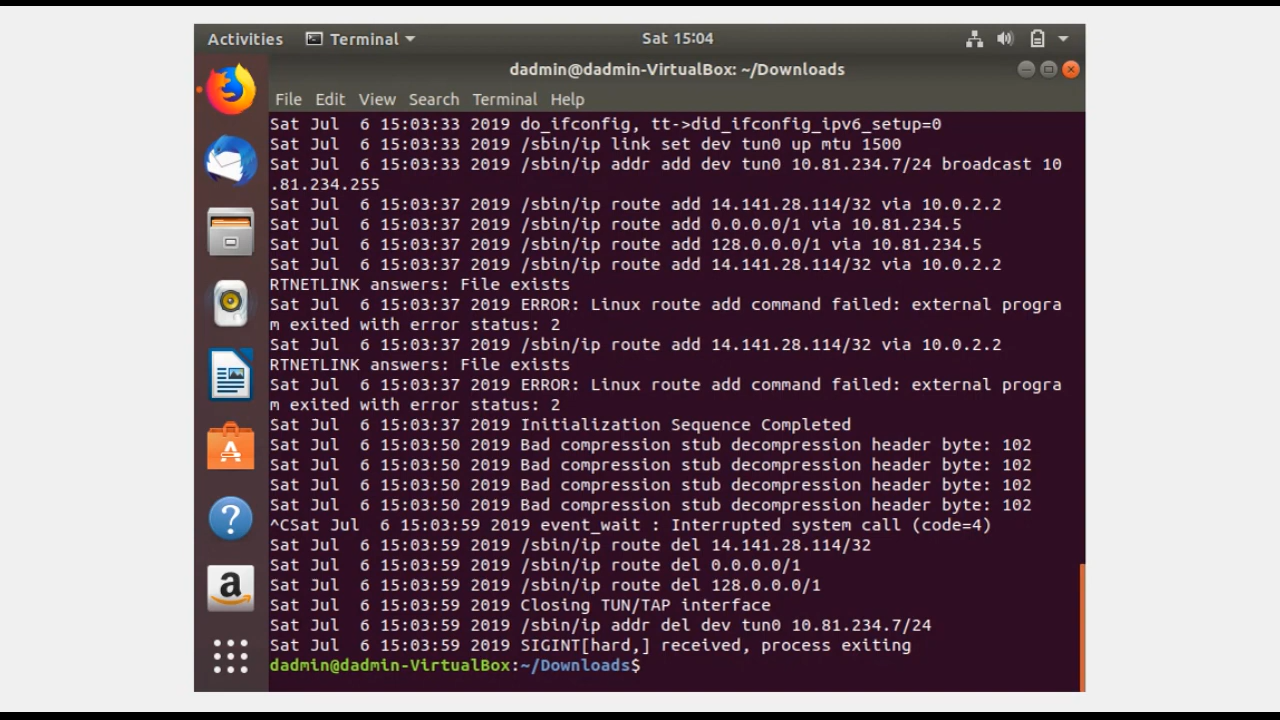 Activities Terminal Sat 15:04
dadmin@dadmin-VirtualBox: ~/Downloads
File Edit View Search Terminal Help
Sat Jul  6 15:03:33 2019 do_ifconfig, tt->did_ifconfig_ipv6_setup=0
Sat Jul  6 15:03:33 2019 /sbin/ip link set dev tun0 up mtu 1500
Sat Jul  6 15:03:33 2019 /sbin/ip addr add dev tun0 10.81.234.7/24 broadcast 10
.81.234.255
Sat Jul  6 15:03:37 2019 /sbin/ip route add 14.141.28.114/32 via 10.0.2.2
Sat Jul  6 15:03:37 2019 /sbin/ip route add 0.0.0.0/1 via 10.81.234.5
Sat Jul  6 15:03:37 2019 /sbin/ip route add 128.0.0.0/1 via 10.81.234.5
Sat Jul  6 15:03:37 2019 /sbin/ip route add 14.141.28.114/32 via 10.0.2.2
RTNETLINK answers: File exists
Sat Jul  6 15:03:37 2019 ERROR: Linux route add command failed: external progra
m exited with error status: 2
Sat Jul  6 15:03:37 2019 /sbin/ip route add 14.141.28.114/32 via 10.0.2.2
RTNETLINK answers: File exists
Sat Jul  6 15:03:37 2019 ERROR: Linux route add command failed: external progra
m exited with error status: 2
Sat Jul  6 15:03:37 2019 Initialization Sequence Completed
Sat Jul  6 15:03:50 2019 Bad compression stub decompression header byte: 102
Sat Jul  6 15:03:50 2019 Bad compression stub decompression header byte: 102
Sat Jul  6 15:03:50 2019 Bad compression stub decompression header byte: 102
Sat Jul  6 15:03:50 2019 Bad compression stub decompression header byte: 102
^CSat Jul  6 15:03:59 2019 event_wait : Interrupted system call (code=4)
Sat Jul  6 15:03:59 2019 /sbin/ip route del 14.141.28.114/32
Sat Jul  6 15:03:59 2019 /sbin/ip route del 0.0.0.0/1
Sat Jul  6 15:03:59 2019 /sbin/ip route del 128.0.0.0/1
Sat Jul  6 15:03:59 2019 Closing TUN/TAP interface
Sat Jul  6 15:03:59 2019 /sbin/ip addr del dev tun0 10.81.234.7/24
Sat Jul  6 15:03:59 2019 SIGINT[hard,] received, process exiting
dadmin@dadmin-VirtualBox:~/Downloads$